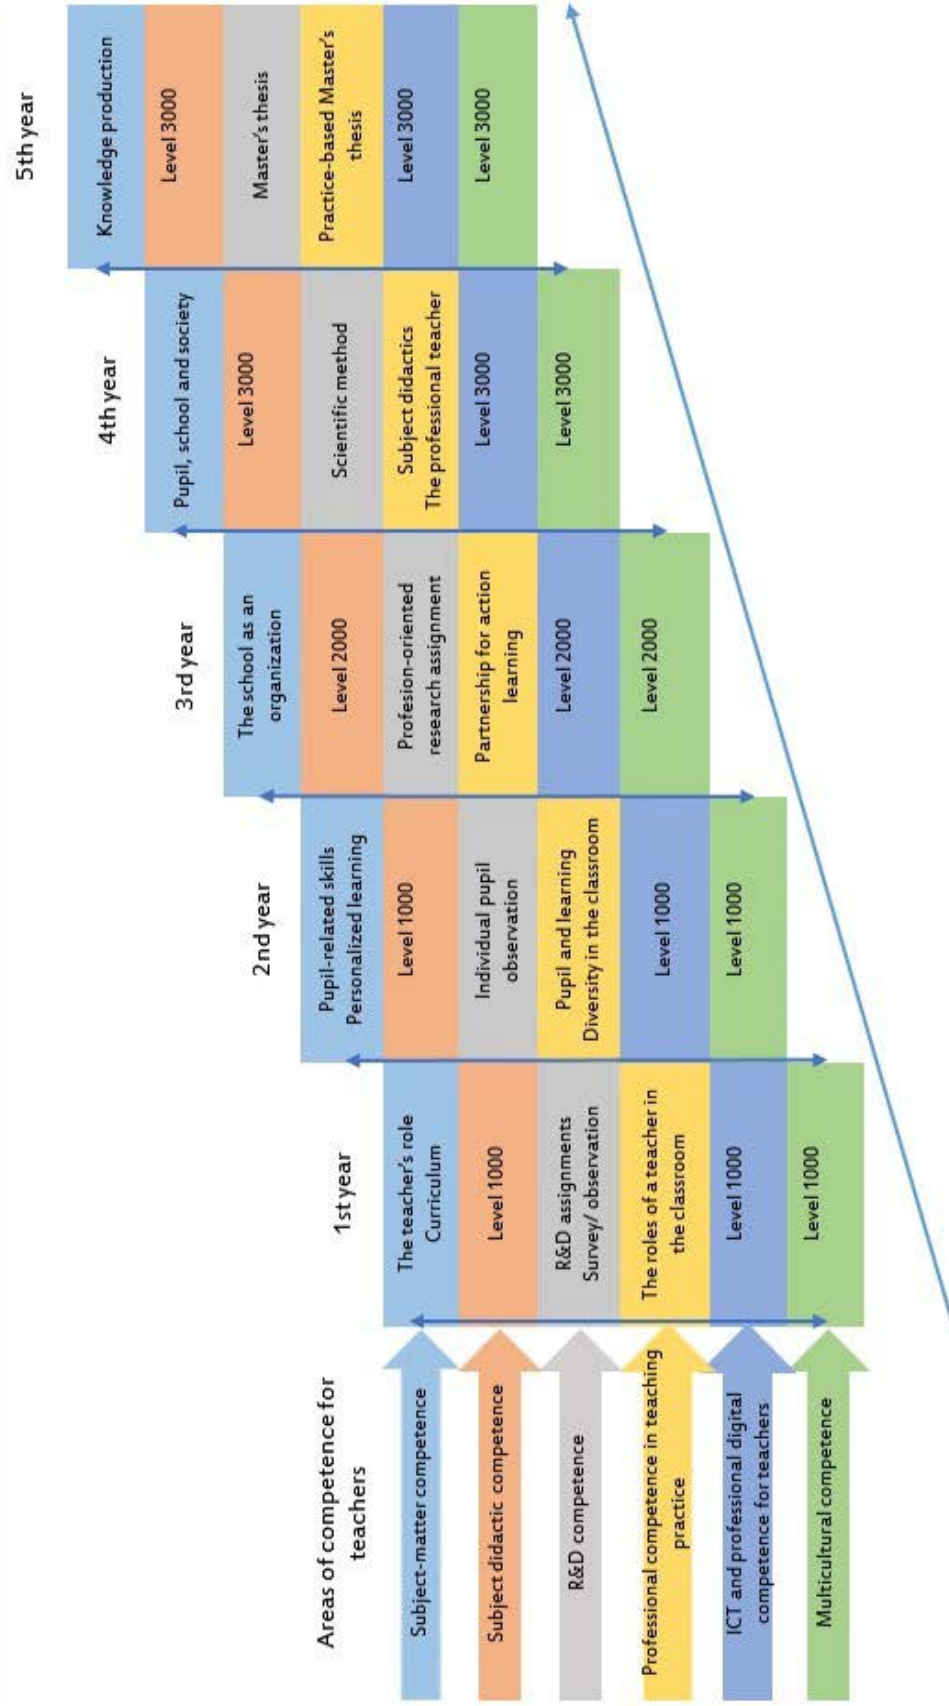 Areas of competence for
teachers
Subject-matter competence
Subject didactic competence
R&D competence
Professional competence in teaching
practice
ICT and professional digital
competence for teachers
Multicultural competence
1st year
The teacher's role
Curriculum
Level 1000
R&D assignments
Survey/ observation
The roles of a teacher in
the classroom
Level 1000
Level 1000
2nd year
Pupil-related skills
Personalized learning
Level 1000
Individual pupil
observation
Pupil and learning
Diversity in the classroom
Level 1000
Level 1000
3rd year
The school as an
organization
Level 2000
Profesion-oriented
research assignment
Partnership for action
learning
Level 2000
Level 2000
4th year
Pupil, school and society
Level 3000
Scientific method
Subject didactics
The professional teacher
Level 3000
Level 3000
5th year
Knowledge production
Level 3000
Master's thesis
Practice-based Master's
thesis
Level 3000
Level 3000